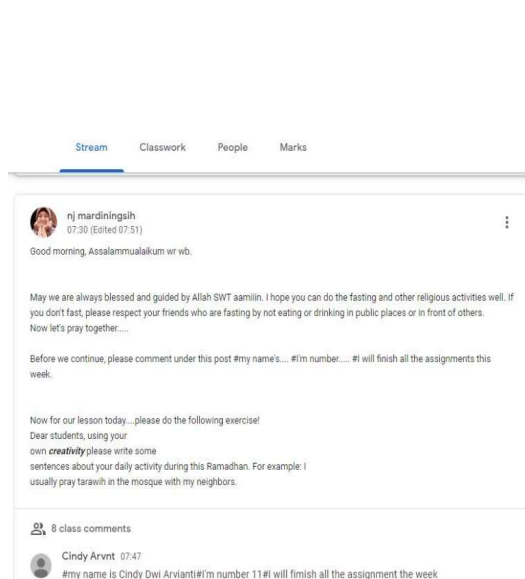 Stream Classwork People Marks
nj mardiningsih
07:30 (Edited 07:51)
Good morning, Assalammualaikum wr wb.
May we are always blessed and guided by Allah SWT aamiiin. I hope you can do the fasting and other religious activities well. If
you don't fast, please respect your friends who are fasting by not eating or drinking in public places or in front of others.
Now let's pray together.....
Before we continue, please comment under this post #my name's.... #I'm number..... #I will finish all the assignments this
week.
Now for our lesson today....please do the following exercise!
Dear students, using your
own creativity please write some
sentences about your daily activity during this Ramadhan. For example: I
usually pray tarawih in the mosque with my neighbors.
8 class comments
Cindy Arvnt 07:47
#my name is Cindy Dwi Arvianti#I'm number 11#I will fimish all the assignment the week